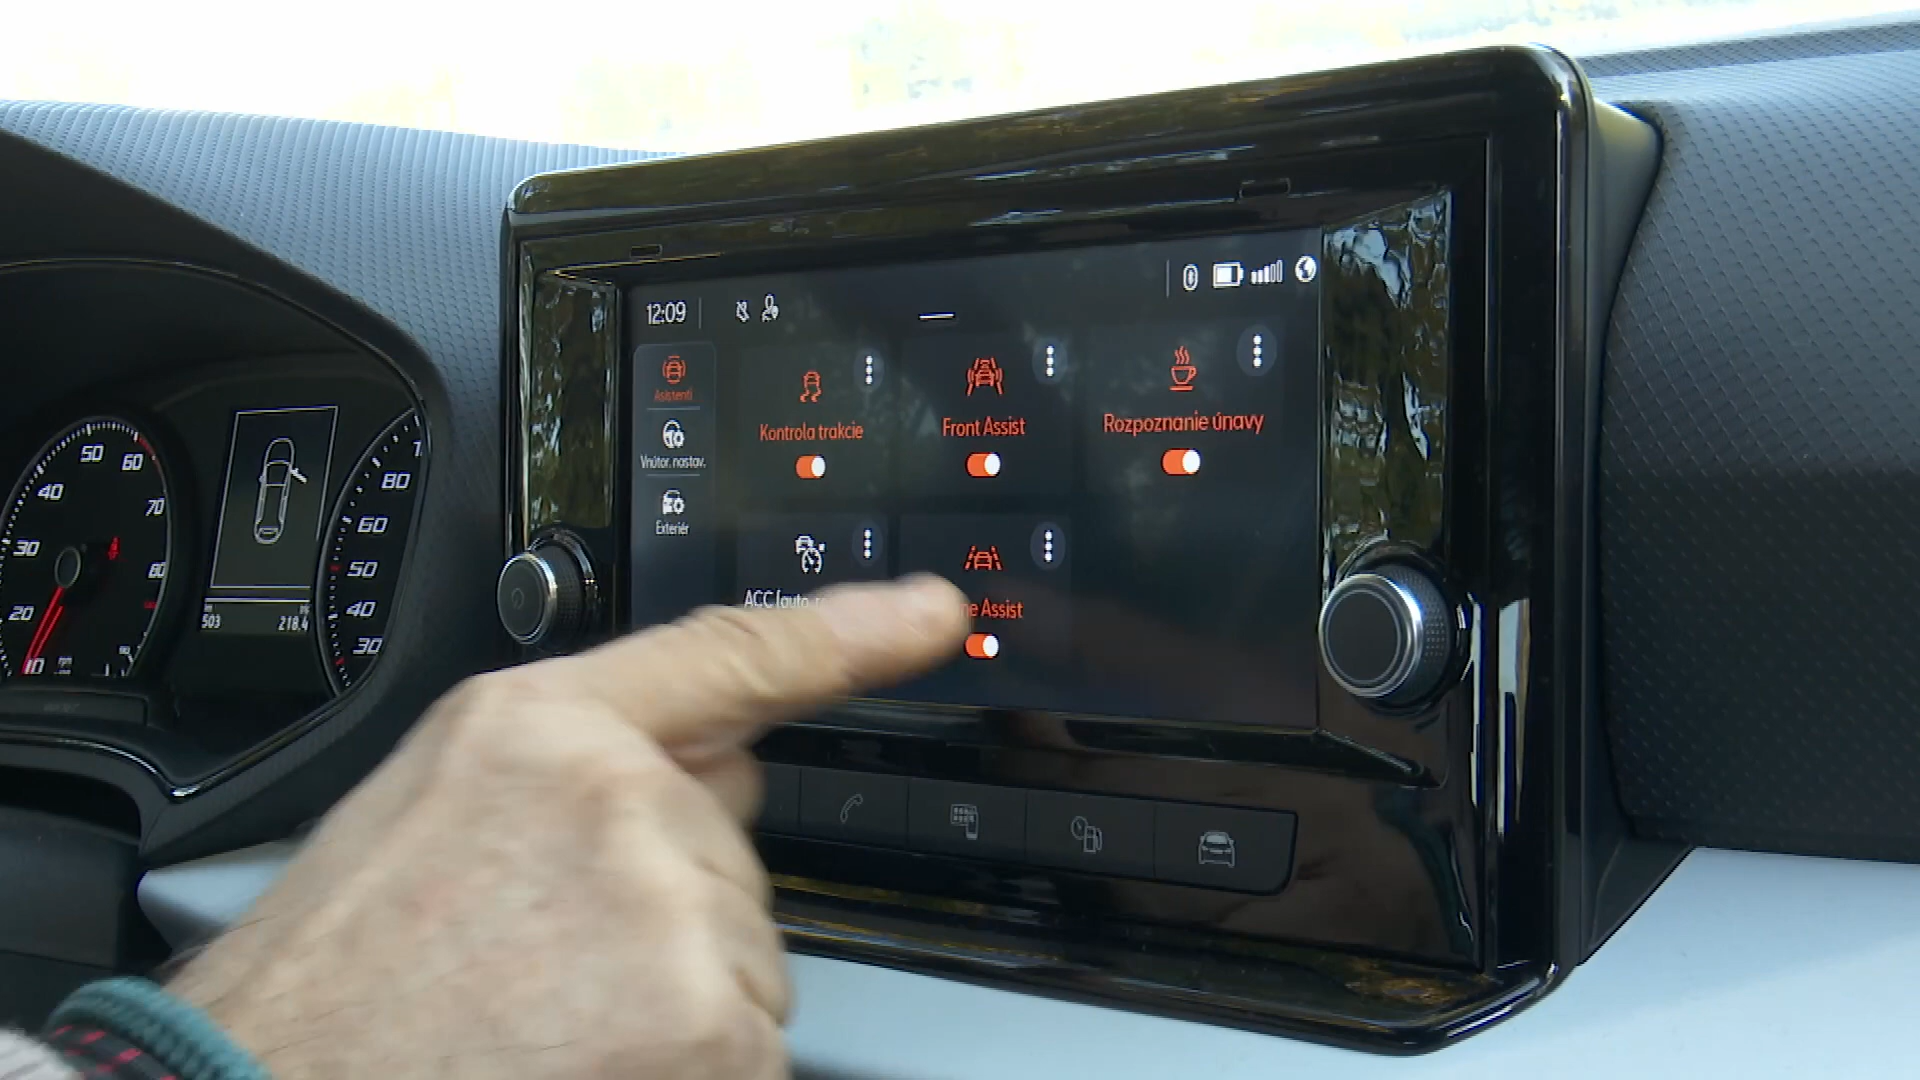 12:09
Asistenti
Vnútor. nastav.
Exteriér
Kontrola trakcie
Front Assist
Rozpoznanie únavy
ACC (auto.
ne Assist
10
20
30
40
50
60
70
80
503
218.4
80
60
50
40
30